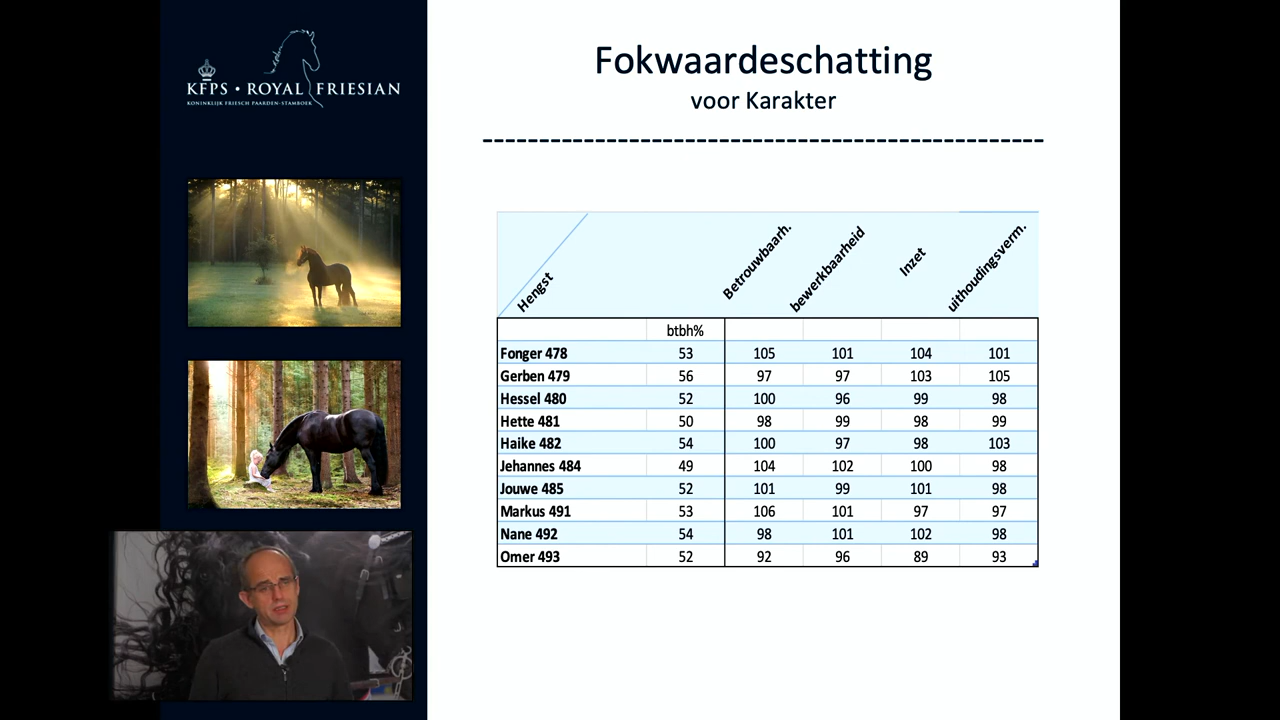 KFPS • ROYAL FRIESIAN
KONINKLIJK FRIESCH PAARDEN-STAMBOEK
Fokwaardeschatting
voor Karakter
Hengst Betrouwbaarh. bewerkbaarheid Inzet uithoudingsverm.
btbh%
Fonger 478 53 105 101 104 101
Gerben 479 56 97 97 103 105
Hessel 480 52 100 96 99 98
Hette 481 50 98 99 98 99
Haike 482 54 100 97 98 103
Jehannes 484 49 104 102 100 98
Jouwe 485 52 101 99 101 98
Markus 491 53 106 101 97 97
Nane 492 54 98 101 102 98
Omer 493 52 92 96 89 93